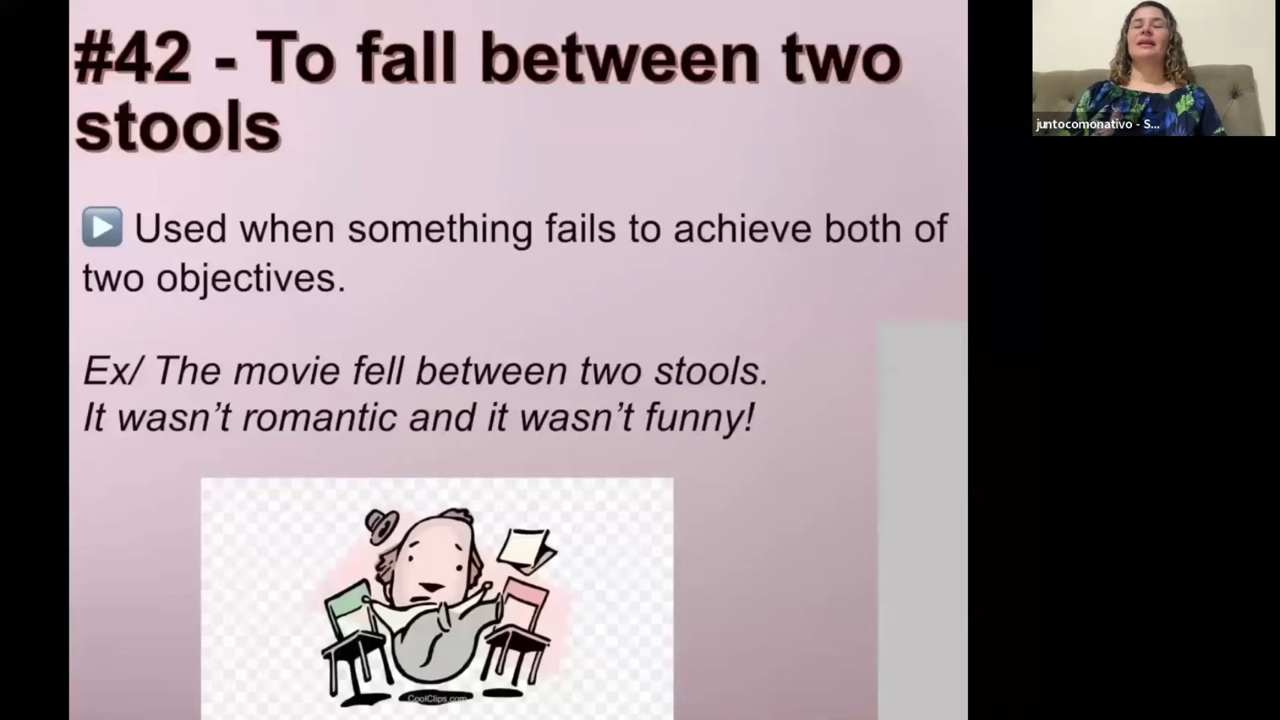 #42 - To fall between two
stools
Used when something fails to achieve both of
two objectives.
Ex/ The movie fell between two stools.
It wasn’t romantic and it wasn’t funny!
CoolClips.com
juntocomonativo - S...